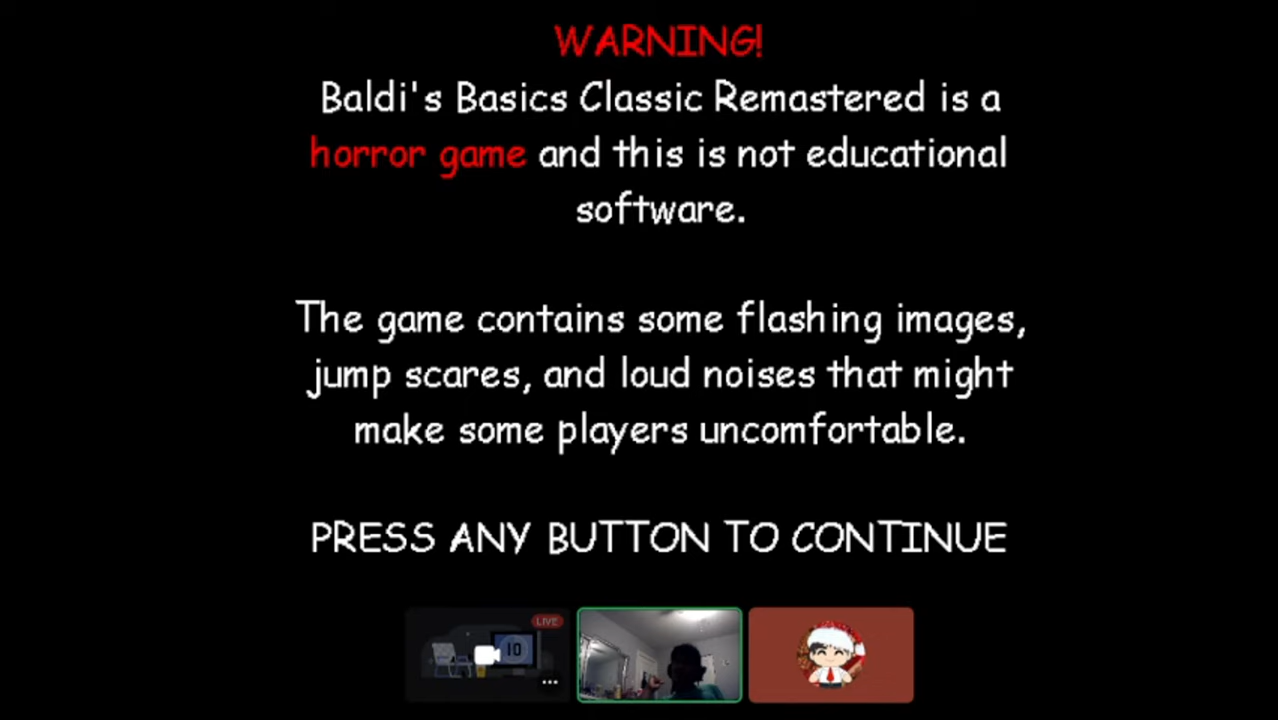 WARNING!
Baldi's Basics Classic Remastered is a
horror game and this is not educational
software.
The game contains some flashing images,
jump scares, and loud noises that might
make some players uncomfortable.
PRESS ANY BUTTON TO CONTINUE
LIVE
10